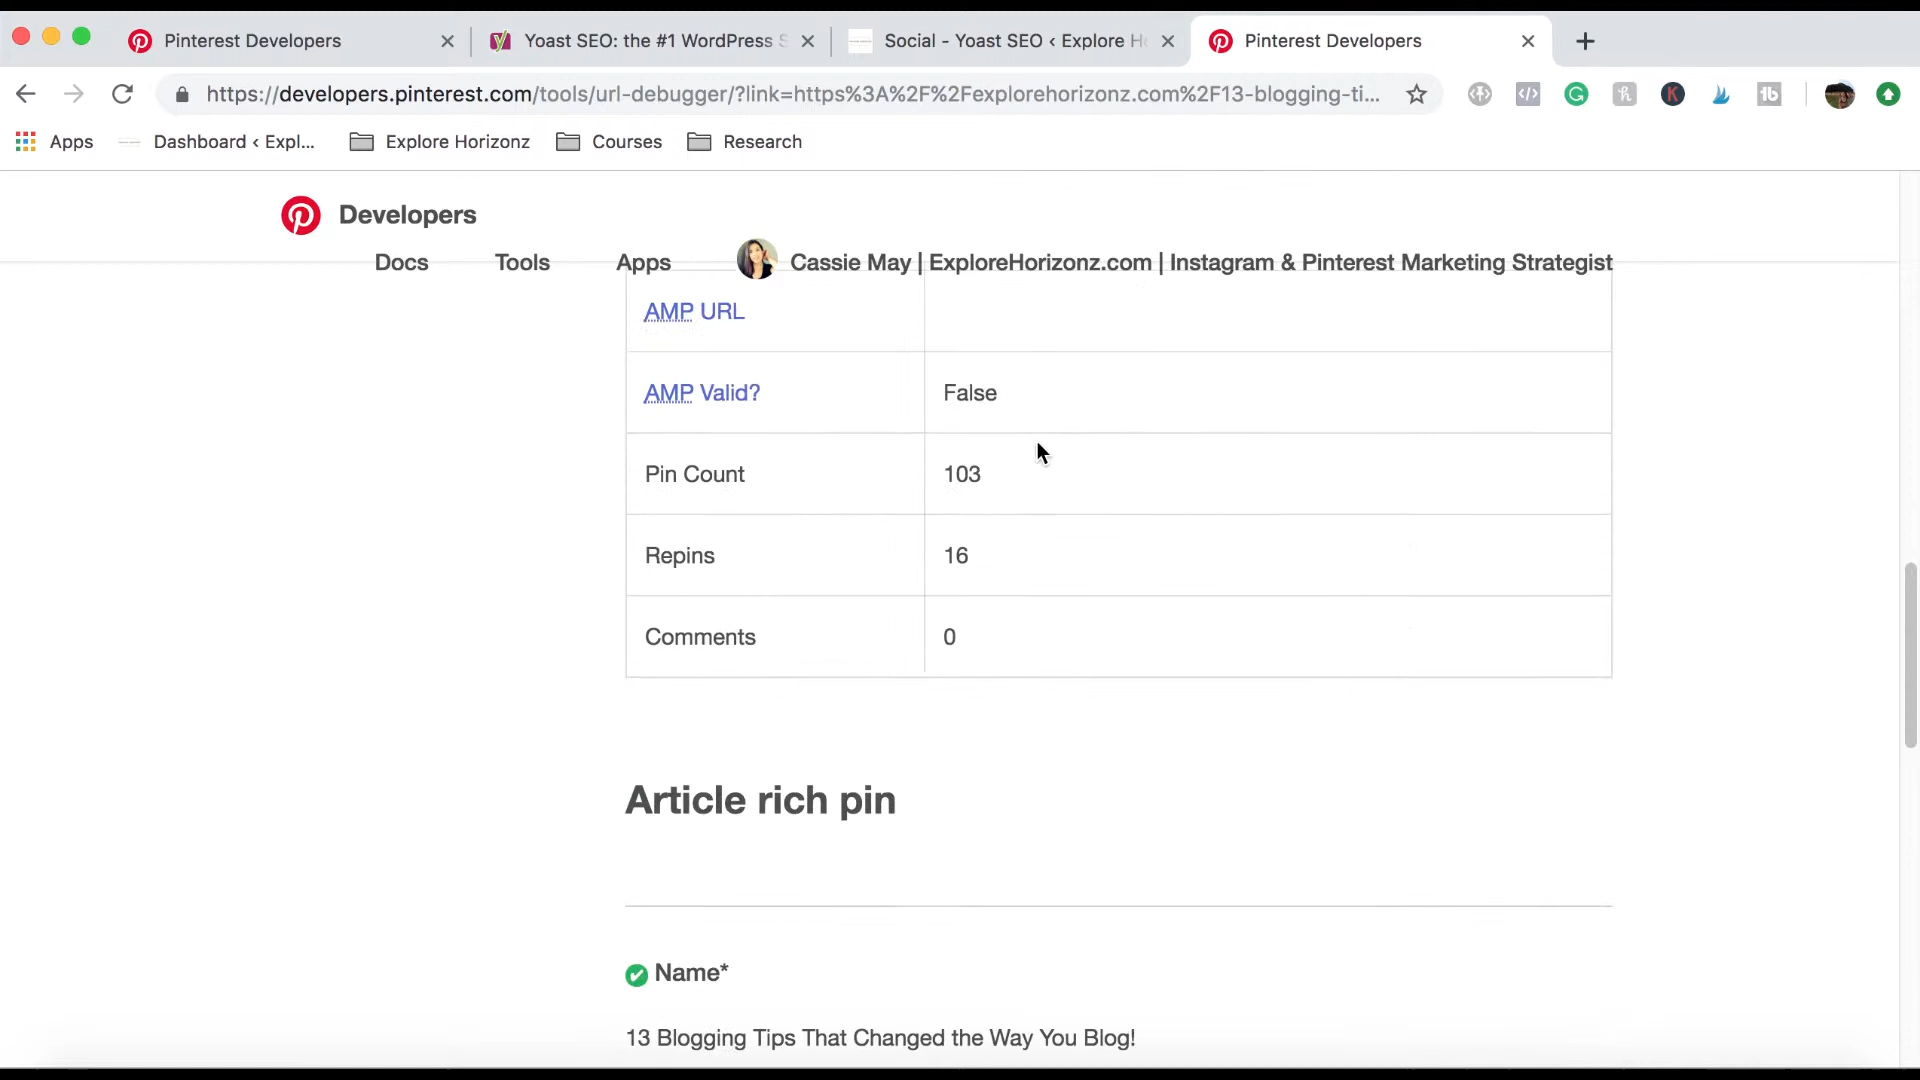 Pinterest Developers
Yoast SEO: the #1 WordPress S
Social - Yoast SEO ‹ Explore H
Pinterest Developers
https://developers.pinterest.com/tools/url-debugger/?link=https%3A%2F%2Fexplorehorizonz.com%2F13-blogging-ti...
Apps
Dashboard ‹ Expl...
Explore Horizonz
Courses
Research
Developers
Docs
Tools
Apps
Cassie May | ExploreHorizonz.com | Instagram & Pinterest Marketing Strategist
AMP URL
AMP Valid? False
Pin Count 103
Repins 16
Comments 0
Article rich pin
Name*
13 Blogging Tips That Changed the Way You Blog!